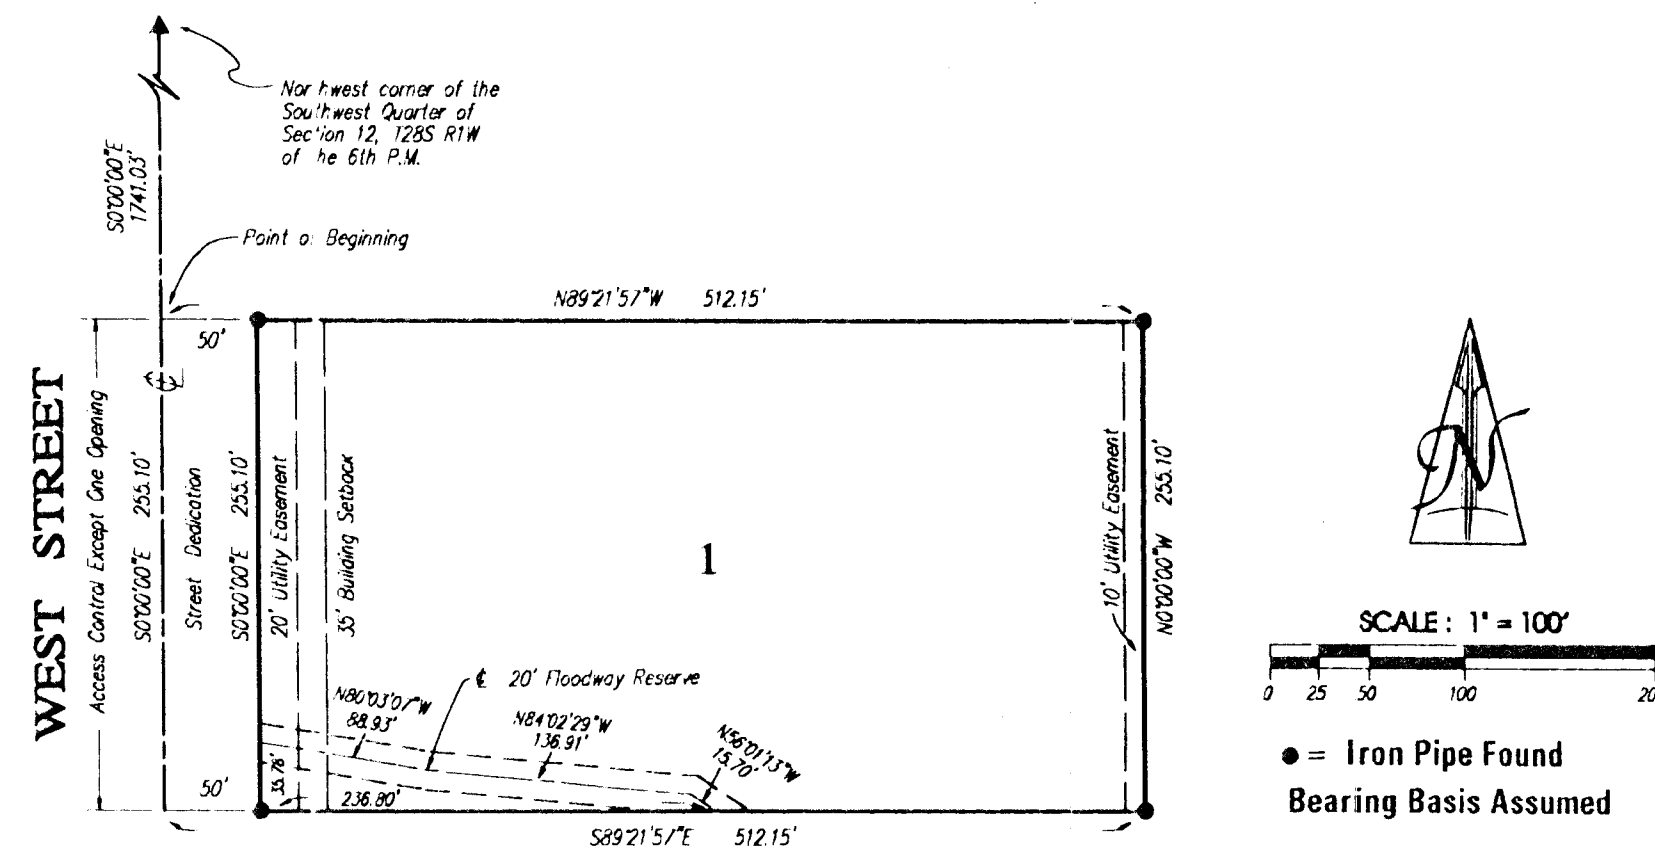 Nor hwest corner of the
Southwest Quarter of
Section 12, T28S R1W
of he 6th P.M.
S0°00'00"E
1741.03'
Point of Beginning
N89°21'57"W 512.15'
50'
WEST STREET
Access Control Except One Opening
S0°00'00"E 255.10'
Street Dedication
S0°00'00"E 255.10'
20' Utility Easement
35' Building Setback
1
10' Utility Easement
N0°00'00"W 255.10'
℄ 20' Floodway Reserve
N80°03'07"W
88.93'
N84°02'29"W
136.91'
N56°01'13"W
15.70'
35.76'
236.80'
50'
S89°21'57"E 512.15'
N
SCALE : 1" = 100'
0 25 50 100 20
● = Iron Pipe Found
Bearing Basis Assumed